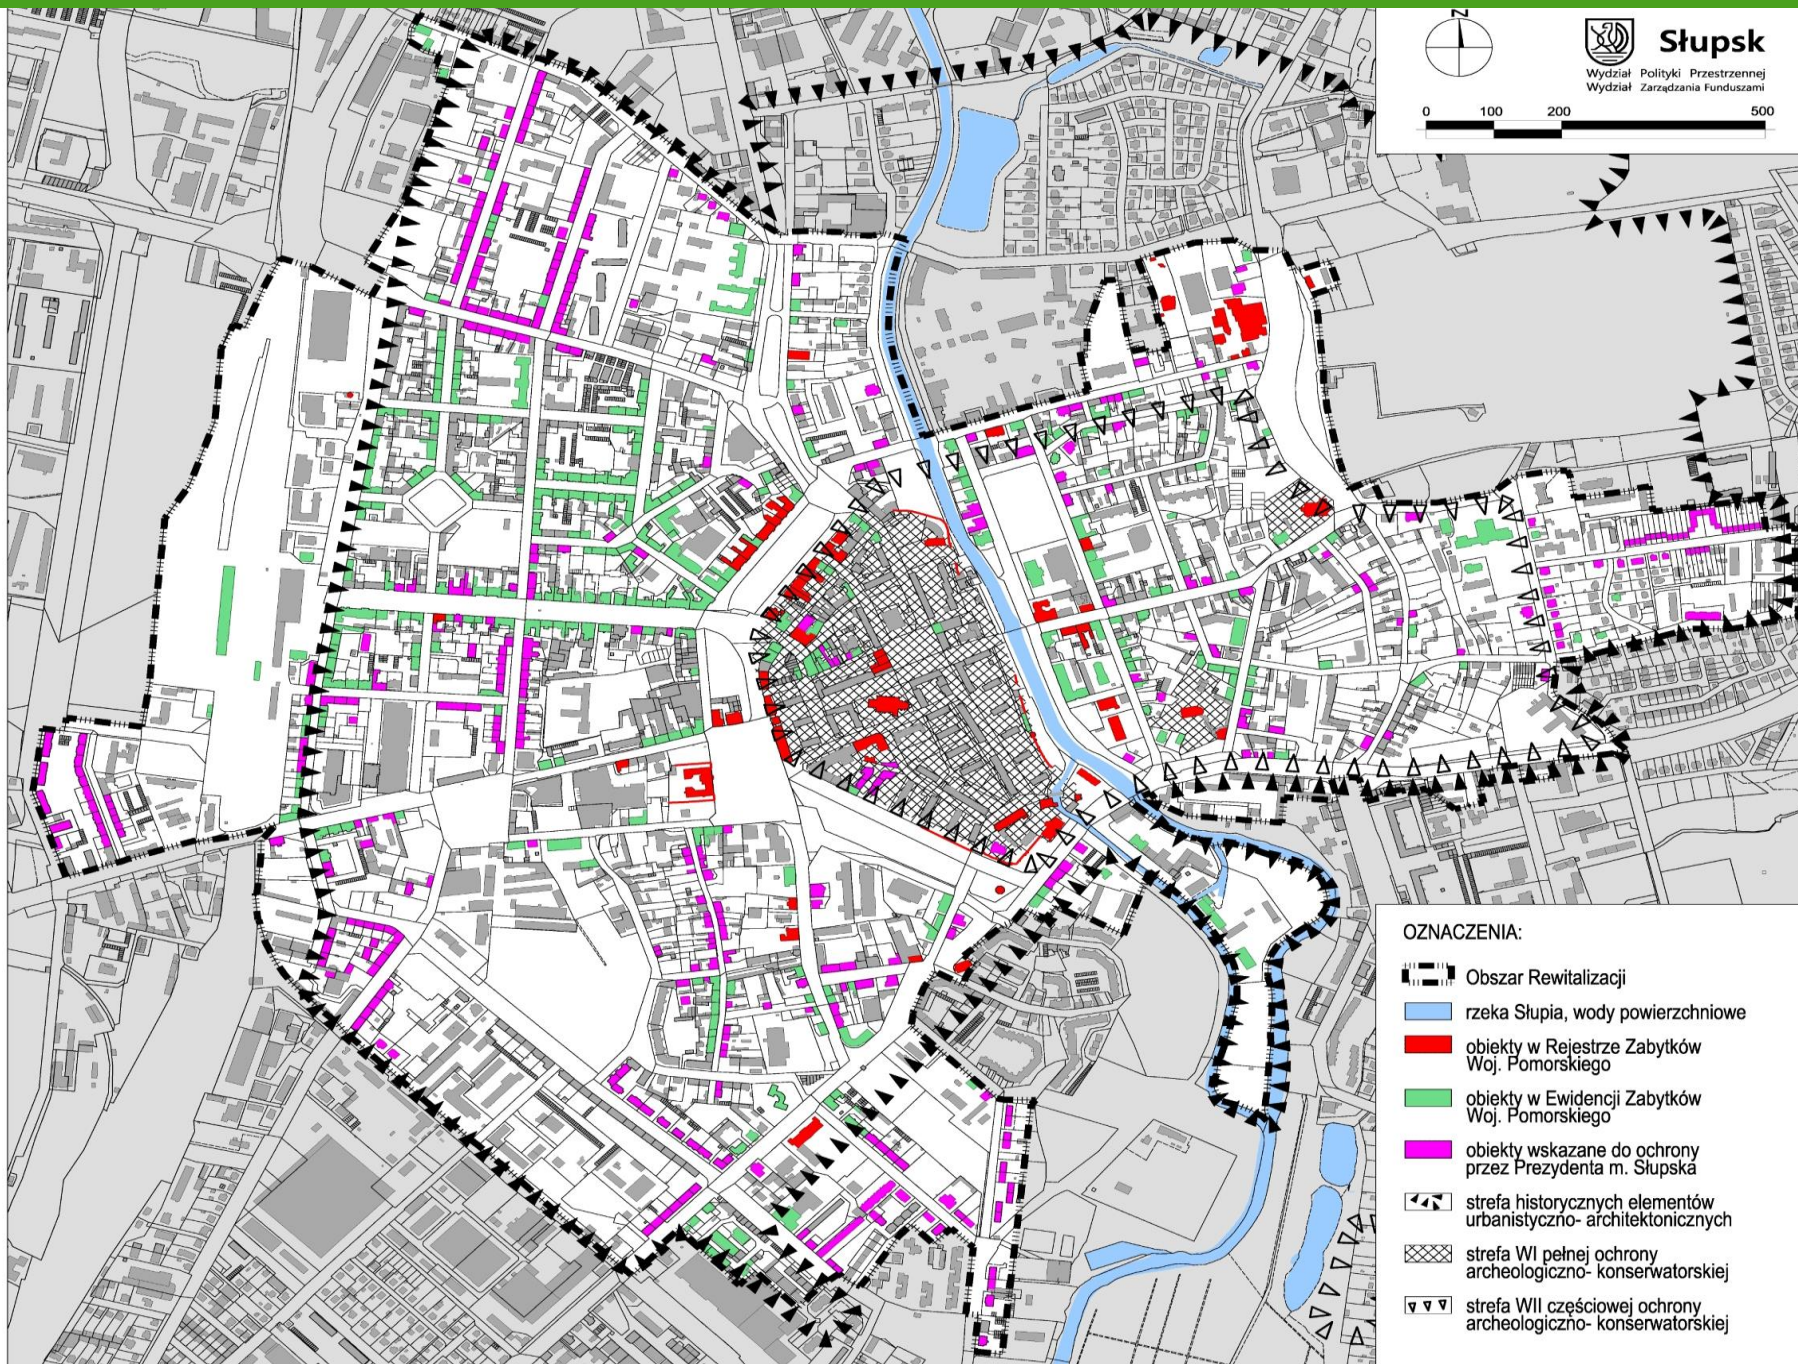 Z
Słupsk
Wydział Polityki Przestrzennej
Wydział Zarządzania Funduszami
0 100 200 500
OZNACZENIA:
Obszar Rewitalizacji
rzeka Słupia, wody powierzchniowe
obiekty w Rejestrze Zabytków
Woj. Pomorskiego
obiekty w Ewidencji Zabytków
Woj. Pomorskiego
obiekty wskazane do ochrony
przez Prezydenta m. Słupska
strefa historycznych elementów
urbanistyczno- architektonicznych
strefa WI pełnej ochrony
archeologiczno- konserwatorskiej
strefa WII częściowej ochrony
archeologiczno- konserwatorskiej